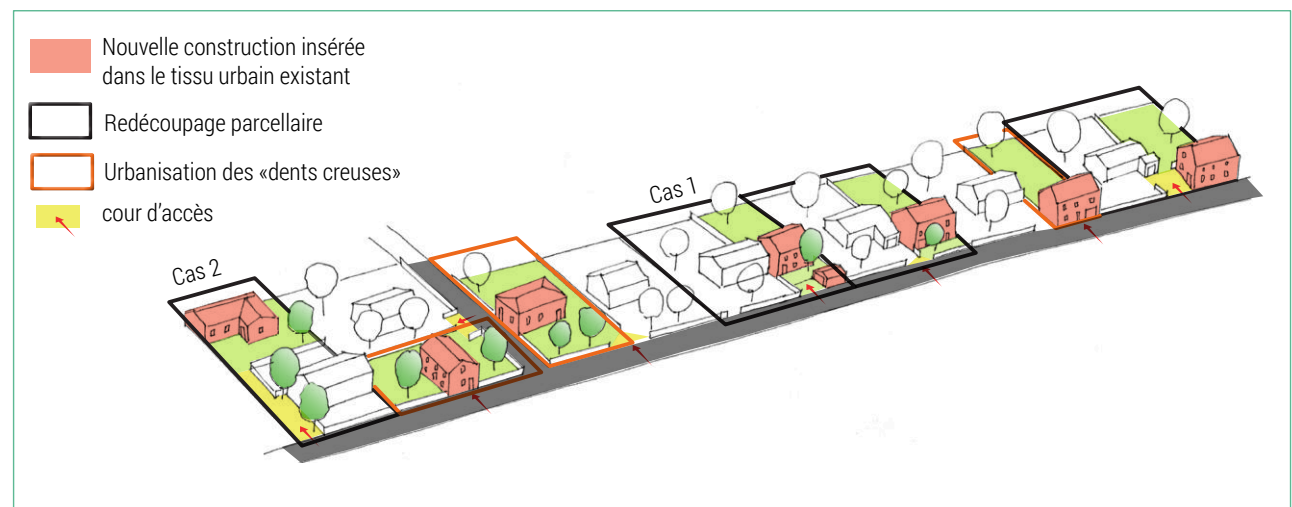 Nouvelle construction insérée
dans le tissu urbain existant
Redécoupage parcellaire
Urbanisation des «dents creuses»
cour d'accès
Cas 1
Cas 2